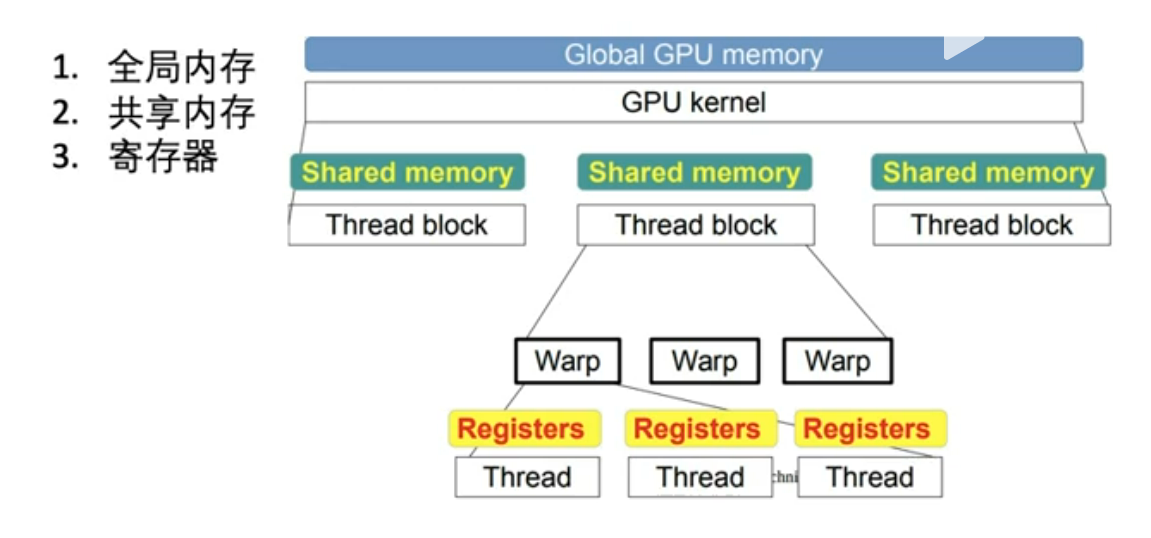 1. 全局内存
2. 共享内存
3. 寄存器
Global GPU memory
GPU kernel
Shared memory Shared memory Shared memory
Thread block Thread block Thread block
Warp Warp Warp
Registers Registers Registers
Thread Thread chni Thread